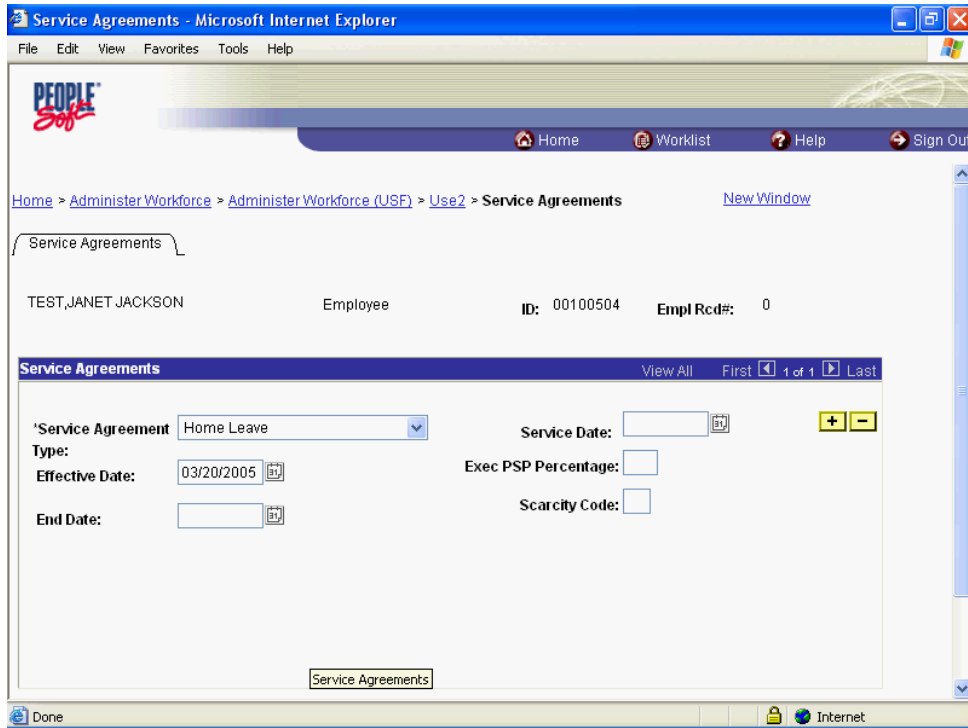 Service Agreements - Microsoft Internet Explorer
File Edit View Favorites Tools Help
PEOPLE
Soft
Home Worklist Help Sign Out
Home > Administer Workforce > Administer Workforce (USF) > Use2 > Service Agreements New Window
Service Agreements
TEST,JANET JACKSON Employee ID: 00100504 Empl Rcd#: 0
Service Agreements View All First 1 of 1 Last
*Service Agreement Type: Home Leave Service Date:
Effective Date: 03/20/2005 Exec PSP Percentage:
End Date: Scarcity Code:
Service Agreements
Done Internet